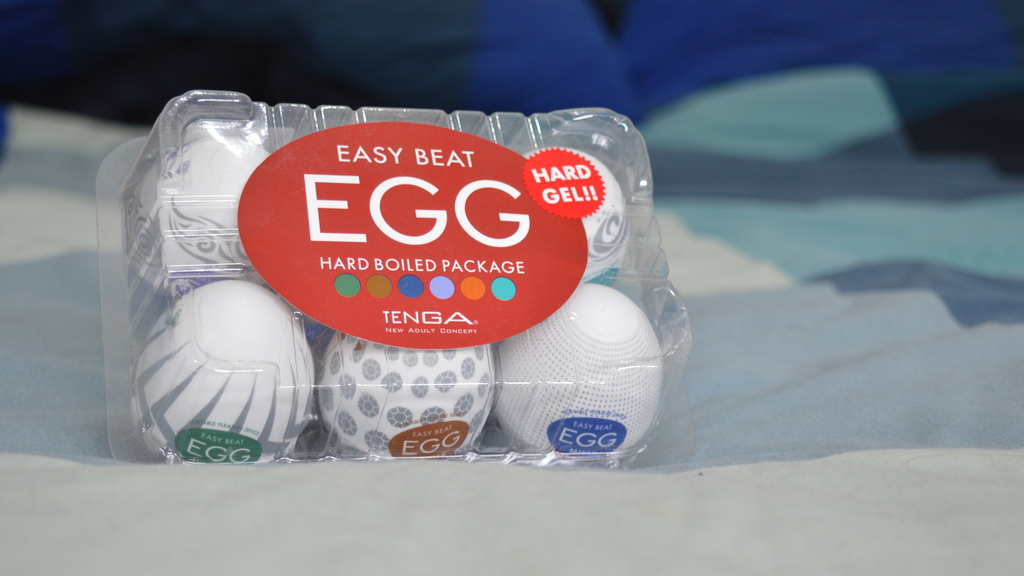 EASY BEAT
EGG
HARD BOILED PACKAGE
TENGA®
NEW ADULT CONCEPT
HARD
GEL!!
EASY BEAT
EGG
EASY BEAT
EGG
EASY BEAT
EGG